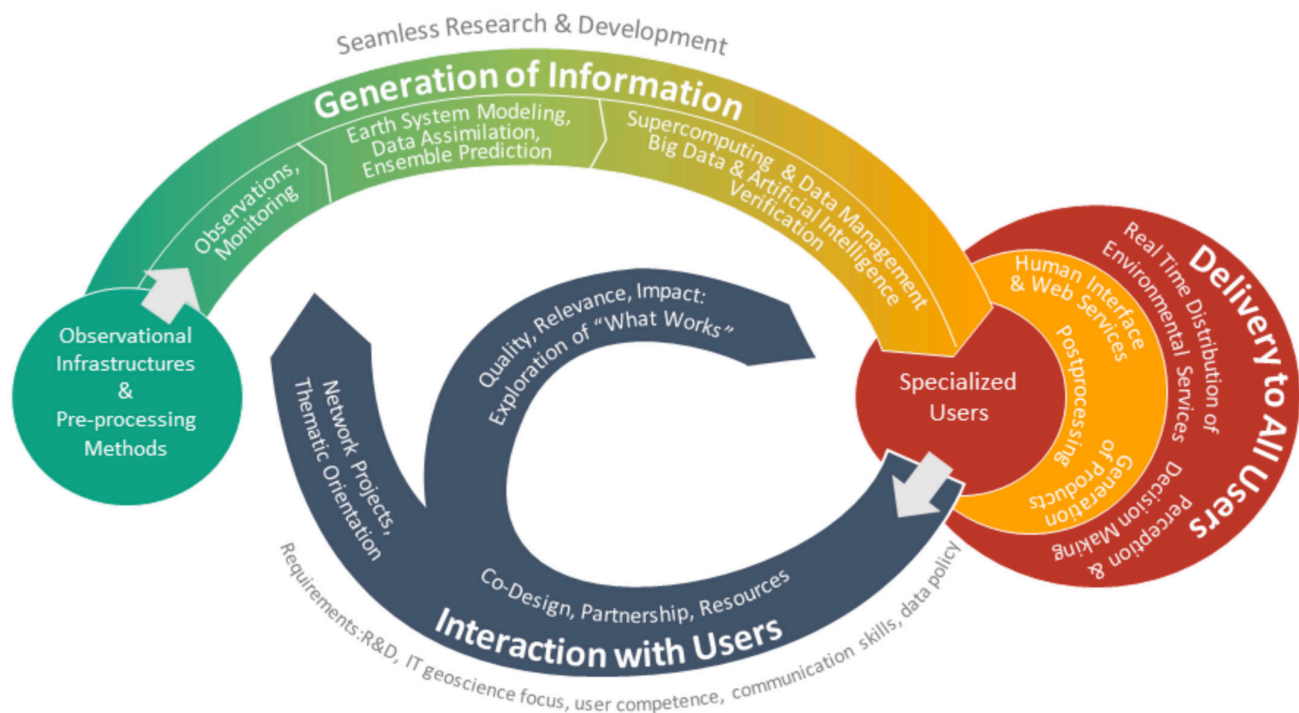 Seamless Research & Development
Generation of Information
Observations,
Monitoring
Earth System Modeling,
Data Assimilation,
Ensemble Prediction
Supercomputing & Data Management
Big Data & Artificial Intelligence
Verification
Observational
Infrastructures
&
Pre-processing
Methods
Quality, Relevance, Impact:
Exploration of “What Works”
Network Projects,
Thematic Orientation
Co-Design, Partnership, Resources
Interaction with Users
Requirements:R&D, IT geoscience focus, user competence, communication skills, data policy
Specialized
Users
Human Interface
& Web Services
Postprocessing
Generation
of Products
Real Time Distribution of
Environmental Services
Perception &
Decision Making
Delivery to All Users